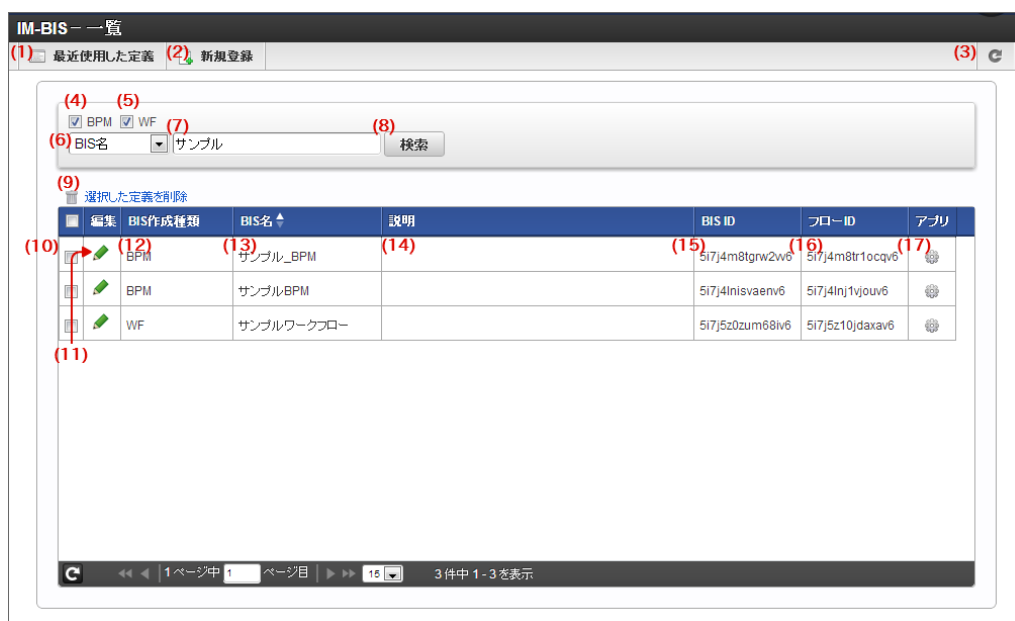 IM-BIS－一覧
(1) 最近使用した定義 (2) 新規登録 (3)
(4) (5)
BPM WF (7) (8)
(6) BIS名 サンプル 検索
(9)
選択した定義を削除
編集 BIS作成種類 BIS名 説明 BIS ID フローID アプリ
(10) (12) (13) (14) (15) (16) (17)
BPM サンプル_BPM 5i7j4m8tgrw2vv6 5i7j4m8tr1ocqv6
BPM サンプルBPM 5i7j4lnisvaenv6 5i7j4lnj1vjouv6
WF サンプルワークフロー 5i7j5z0zum68iv6 5i7j5z10jdaxav6
(11)
1ページ中 1 ページ目 15 3件中 1 - 3 を表示